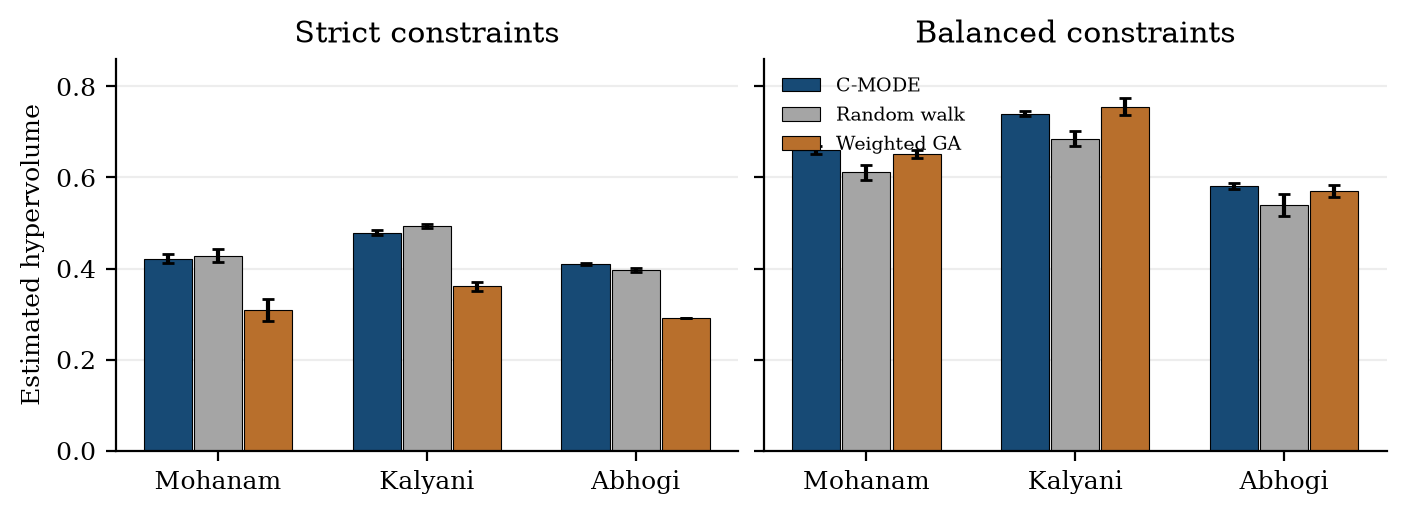 Strict constraints
Balanced constraints
Estimated hypervolume
0.8
0.6
0.4
0.2
0.0
C-MODE
Random walk
Weighted GA
Mohanam Kalyani Abhogi
Mohanam Kalyani Abhogi